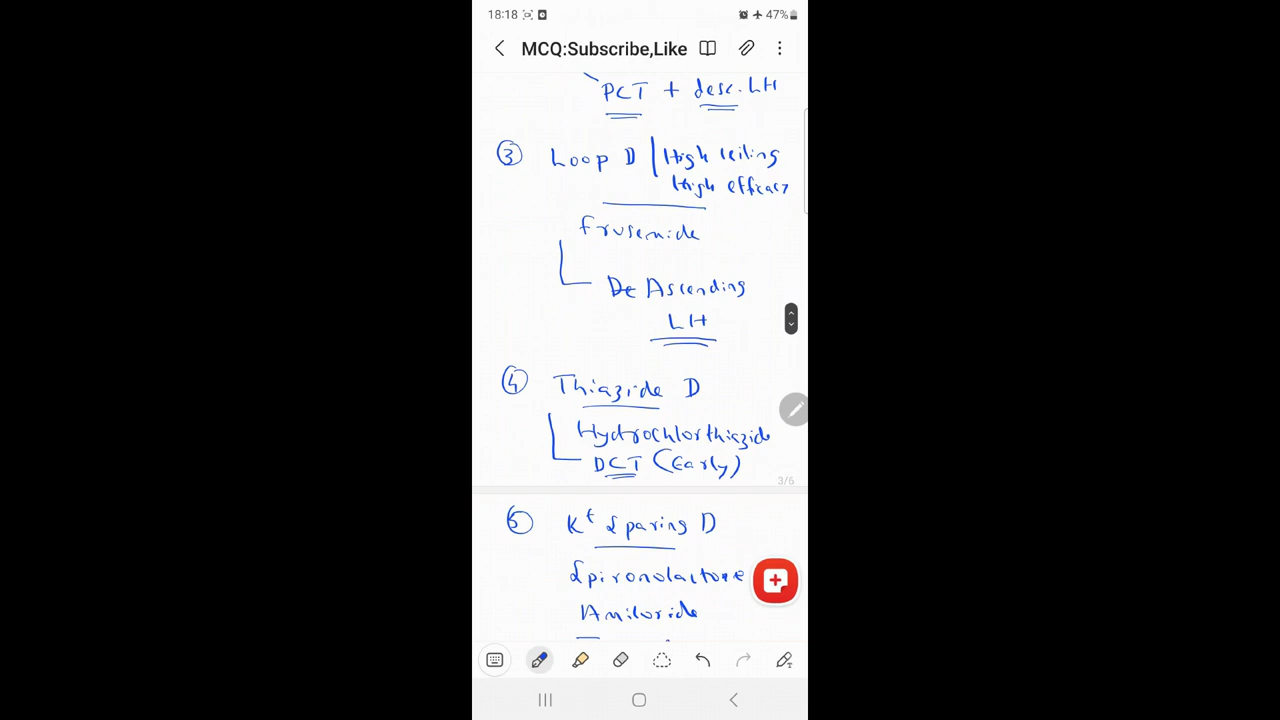 18:18 47%
MCQ:Subscribe,Like
PCT + desc. LH
③ Loop D | High ceiling
High efficacy
Frusemide
De Ascending
LH
④ Thiazide D
Hydrochlorthiazide
DCT (Early)
3/6
⑤ K+ Sparing D
Spironolactone
Amiloride